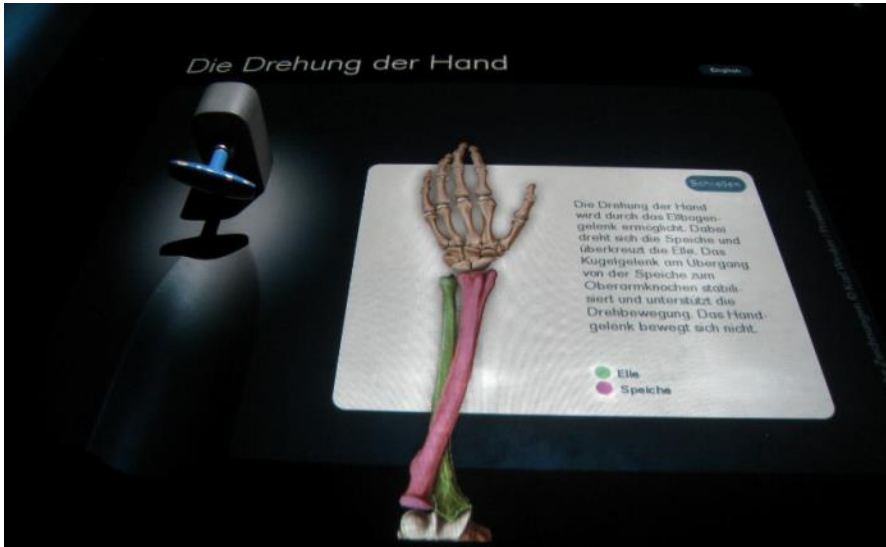 Die Drehung der Hand
English
Schließen
Die Drehung der Hand
wird durch das Ellbogen-
gelenk ermöglicht. Dabei
dreht sich die Speiche und
überkreuzt die Elle. Das
Kugelgelenk am Übergang
von der Speiche zum
Oberarmknochen stabili-
siert und unterstützt die
Drehbewegung. Das Hand-
gelenk bewegt sich nicht.
Elle
Speiche